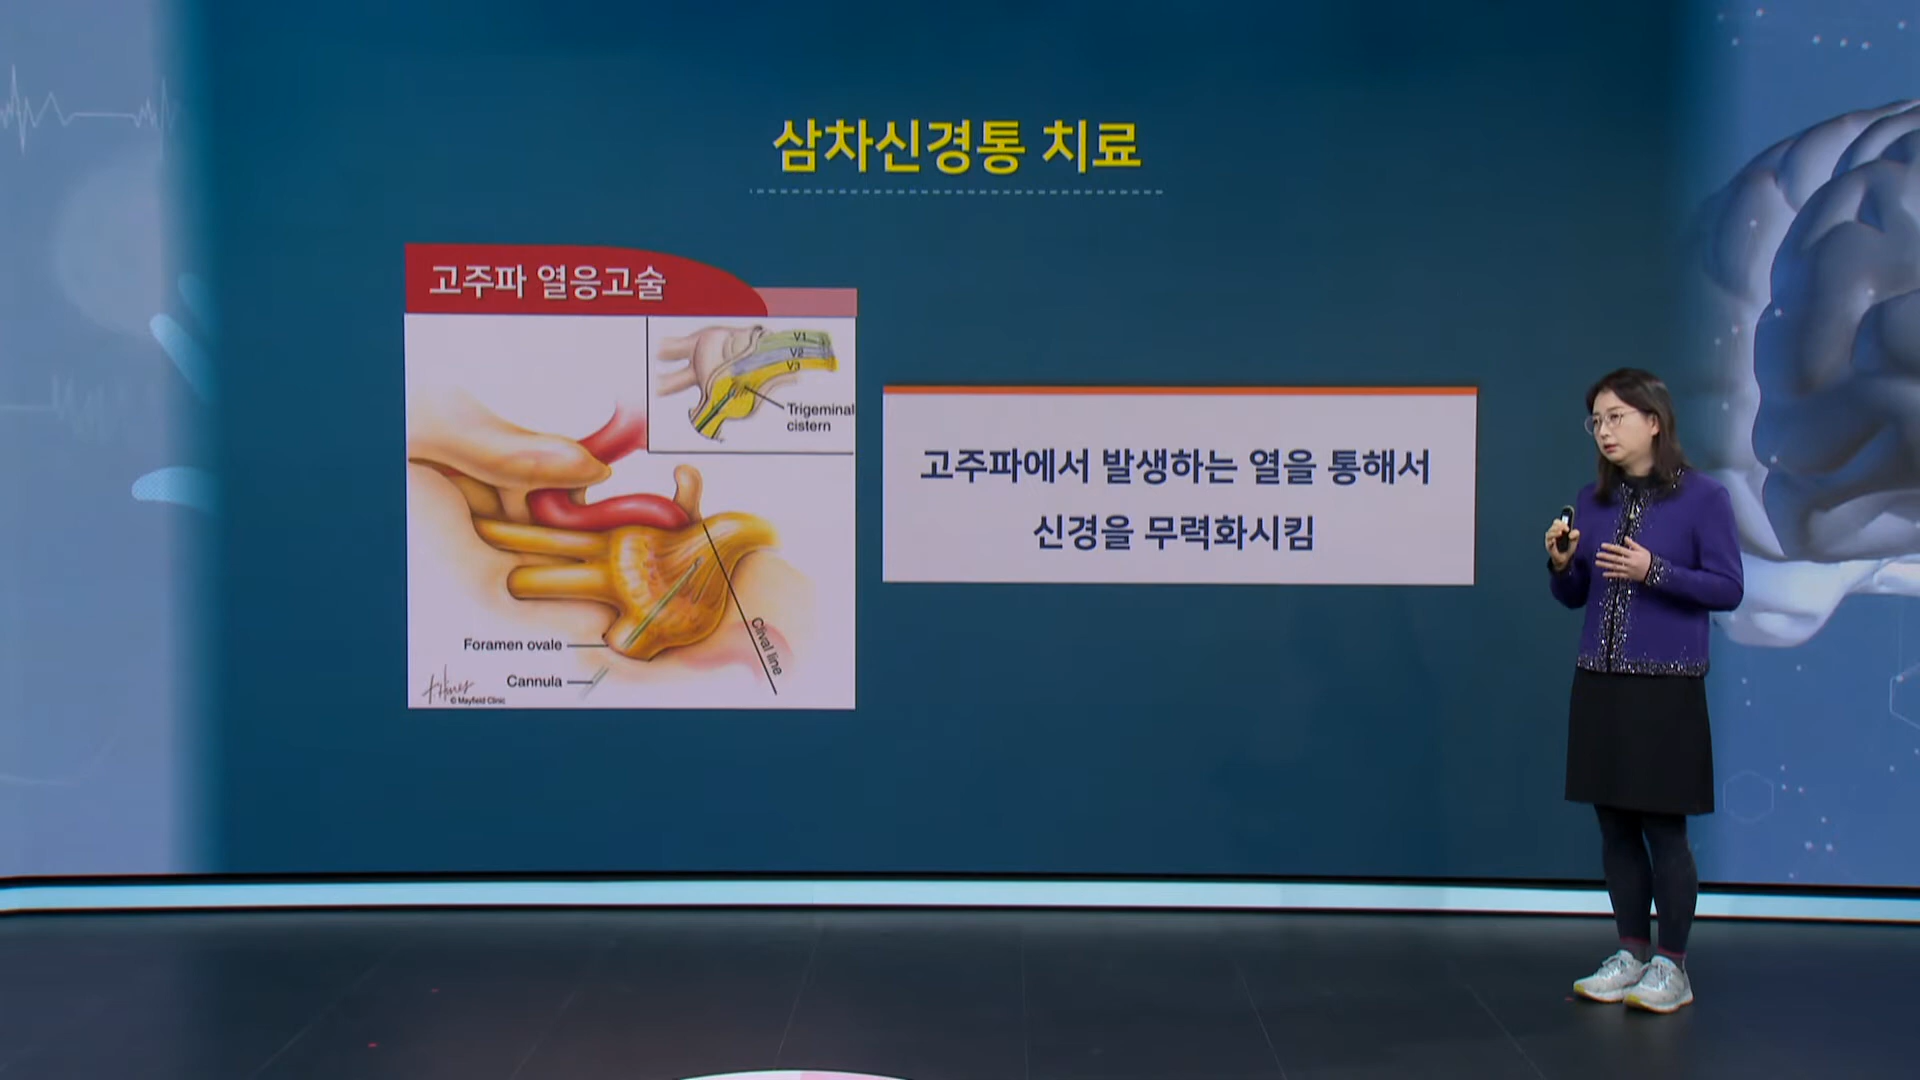 삼차신경통 치료
고주파 열응고술
V1
V2
V3
Trigeminal
cistern
고주파에서 발생하는 열을 통해서
신경을 무력화시킴
Foramen ovale
Clival line
Cannula
© Mayfield Clinic